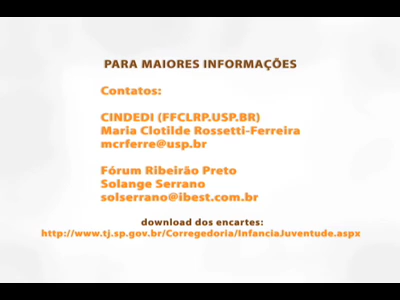 PARA MAIORES INFORMAÇÕES
Contatos:
CINDEDI (FFCLRP.USP.BR)
Maria Clotilde Rossetti-Ferreira
mcrferre@usp.br
Fórum Ribeirão Preto
Solange Serrano
solserrano@ibest.com.br
download dos encartes:
http://www.tj.sp.gov.br/Corregedoria/InfanciaJuventude.aspx